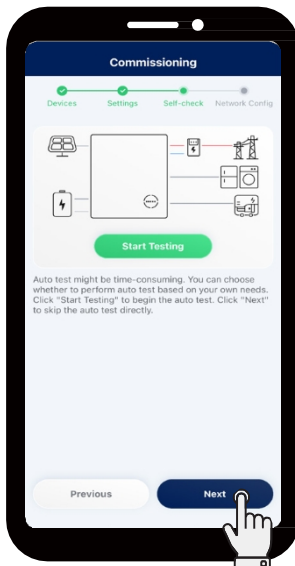 Commissioning
Devices Settings Self-check Network Config
Start Testing
Auto test might be time-consuming. You can choose
whether to perform auto test based on your own needs.
Click "Start Testing" to begin the auto test. Click "Next"
to skip the auto test directly.
Previous Next